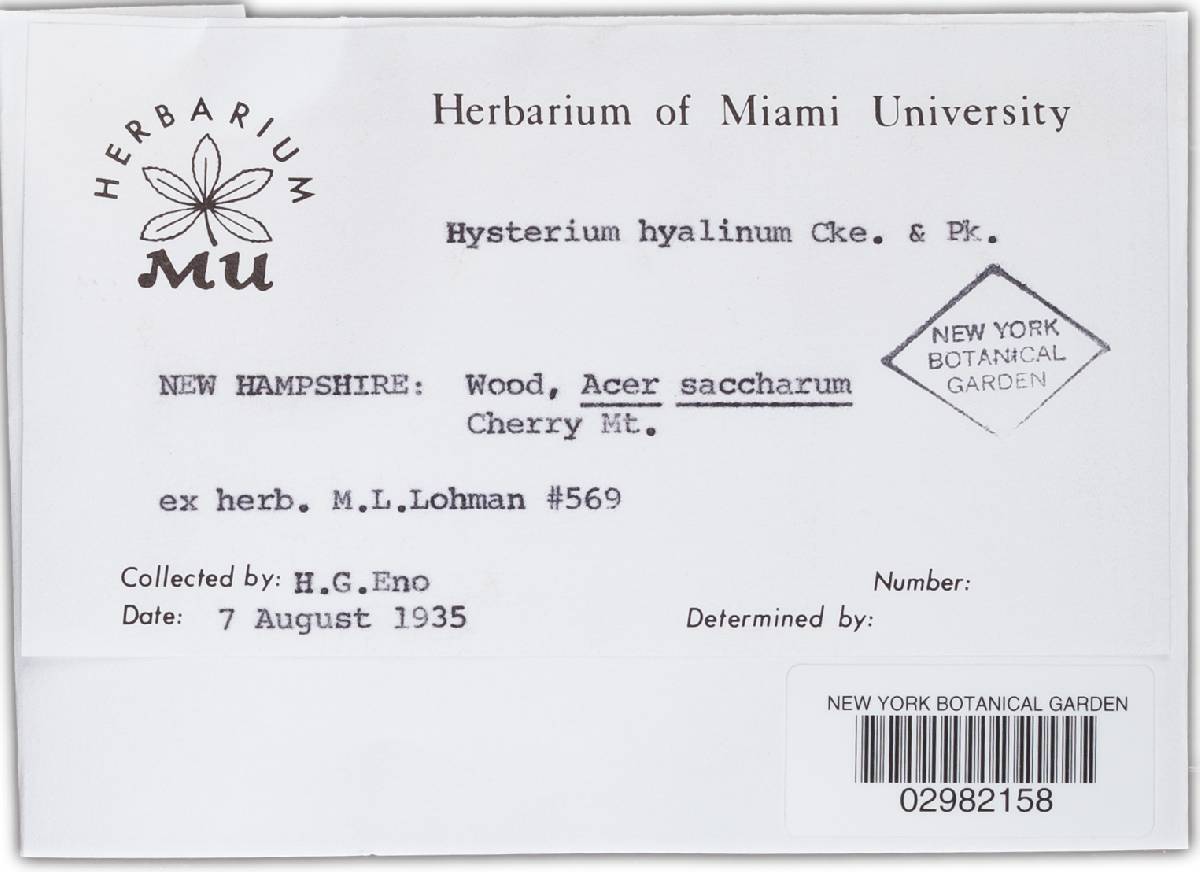 HERBARIUM
MU
Herbarium of Miami University
Hysterium hyalinum Cke. & Pk.
NEW YORK
BOTANICAL
GARDEN
NEW HAMPSHIRE: Wood, Acer saccharum
Cherry Mt.
ex herb. M.L.Lohman #569
Collected by: H.G.Eno
Number:
Date: 7 August 1935
Determined by:
NEW YORK BOTANICAL GARDEN
02982158